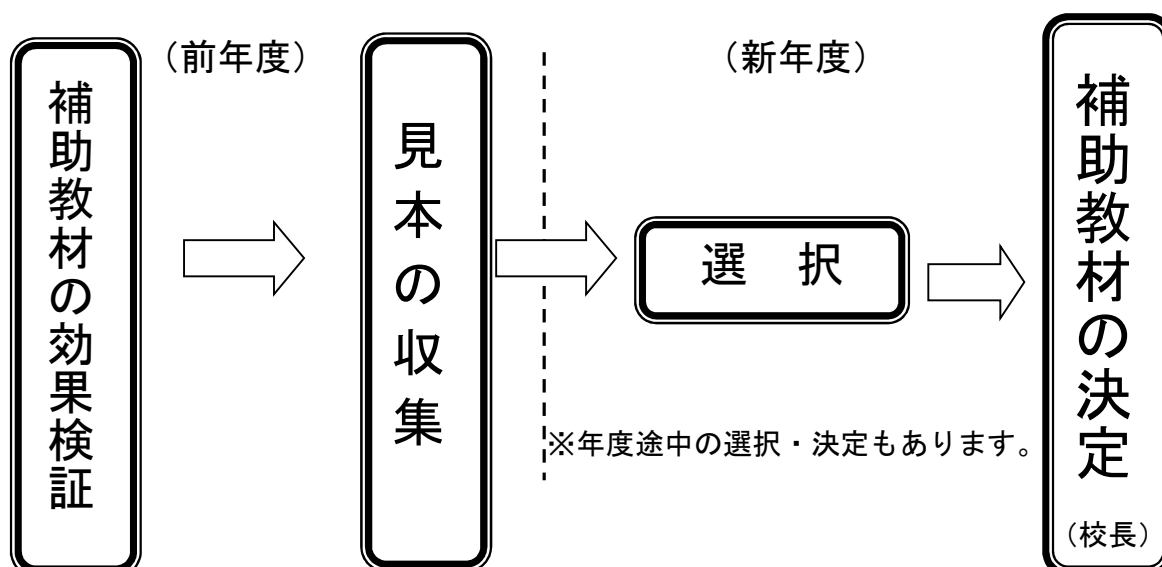 補助教材の効果検証
（前年度）
見本の収集
（新年度）
選　択
※年度途中の選択・決定もあります。
補助教材の決定
（校長）